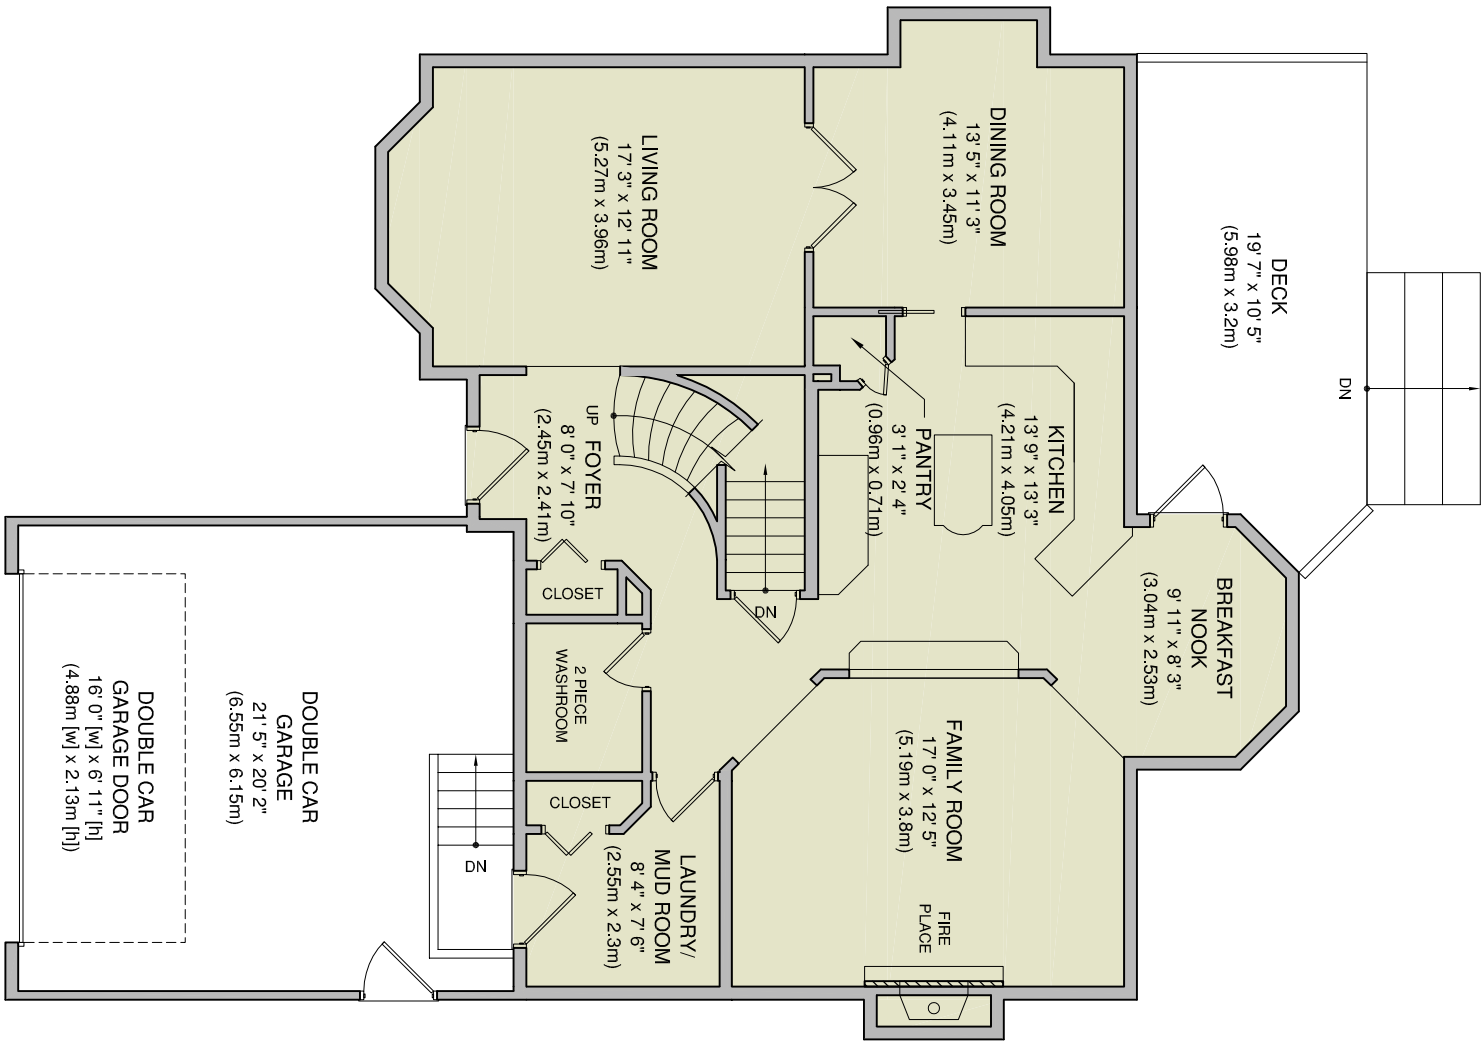 DINING ROOM
13' 5" x 11' 3"
(4.11m x 3.45m)
LIVING ROOM
17' 3" x 12' 11"
(5.27m x 3.96m)
DECK
19' 7" x 10' 5"
(5.98m x 3.2m)
DN
KITCHEN
13' 9" x 13' 3"
(4.21m x 4.05m)
PANTRY
3' 1" x 2' 4"
(0.96m x 0.71m)
UP
FOYER
8' 0" x 7' 10"
(2.45m x 2.41m)
BREAKFAST
NOOK
9' 11" x 8' 3"
(3.04m x 2.53m)
CLOSET
DN
2 PIECE
WASHROOM
FAMILY ROOM
17' 0" x 12' 5"
(5.19m x 3.8m)
FIRE
PLACE
CLOSET
LAUNDRY/
MUD ROOM
8' 4" x 7' 6"
(2.55m x 2.3m)
DN
DOUBLE CAR
GARAGE
21' 5" x 20' 2"
(6.55m x 6.15m)
DOUBLE CAR
GARAGE DOOR
16' 0" [w] x 6' 11" [h]
(4.88m [w] x 2.13m [h])